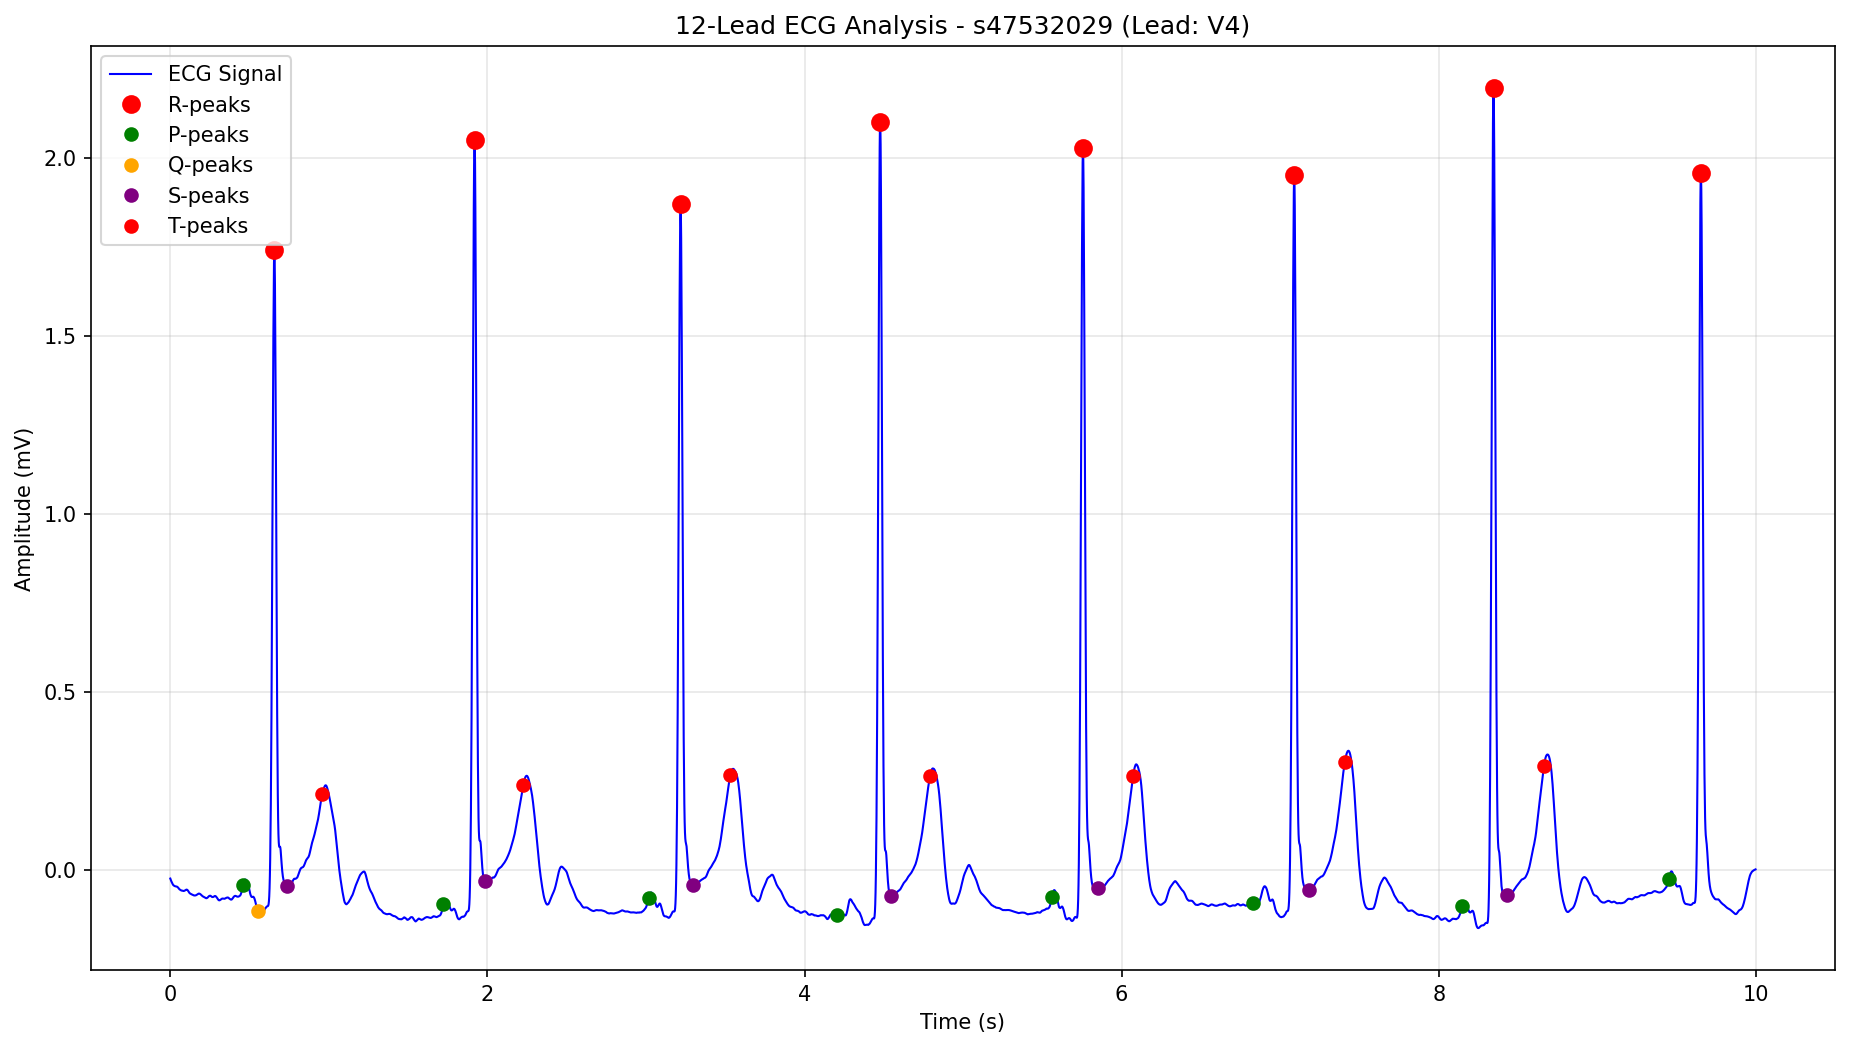 12-Lead ECG Analysis - s47532029 (Lead: V4)
ECG Signal
R-peaks
P-peaks
Q-peaks
S-peaks
T-peaks
Amplitude (mV)
2.0
1.5
1.0
0.5
0.0
0
2
4
6
8
10
Time (s)